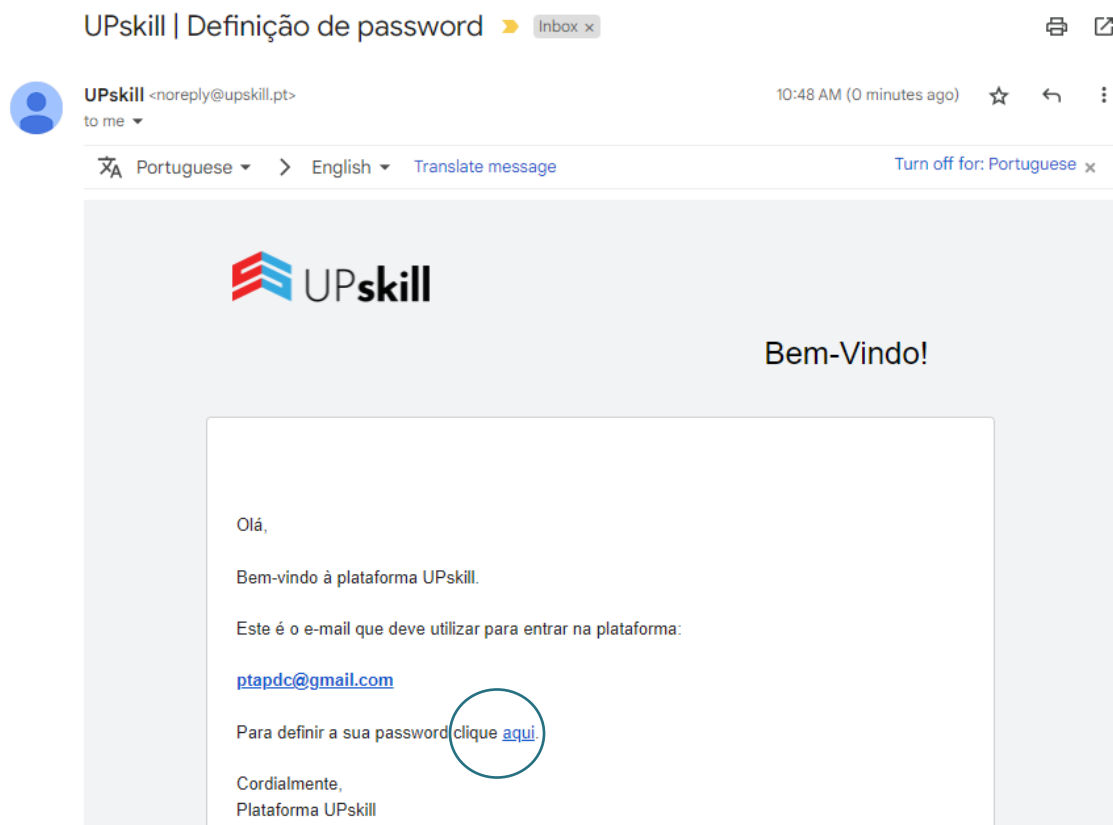 UPskill | Definição de password Inbox x
UPskill <noreply@upskill.pt> 10:48 AM (0 minutes ago)
to me
Portuguese > English Translate message Turn off for: Portuguese x
UPskill
Bem-Vindo!
Olá,
Bem-vindo à plataforma UPskill.
Este é o e-mail que deve utilizar para entrar na plataforma:
ptapdc@gmail.com
Para definir a sua password clique aqui.
Cordialmente,
Plataforma UPskill